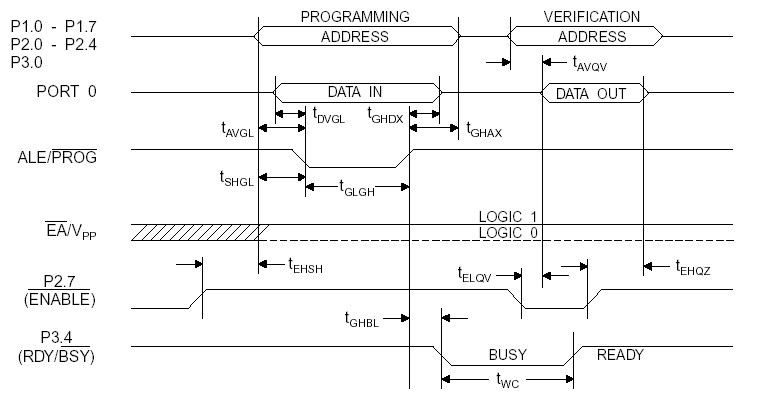 PROGRAMMING VERIFICATION
P1.0 - P1.7
P2.0 - P2.4
P3.0
ADDRESS ADDRESS
tAVQV
PORT 0 DATA IN DATA OUT
tDVGL tGHDX
tAVGL tGHAX
ALE/PROG
tSHGL tGLGH
EA/VPP LOGIC 1
LOGIC 0
tEHSH tELQV tEHQZ
P2.7
(ENABLE)
tGHBL
P3.4
(RDY/BSY) BUSY READY
tWC